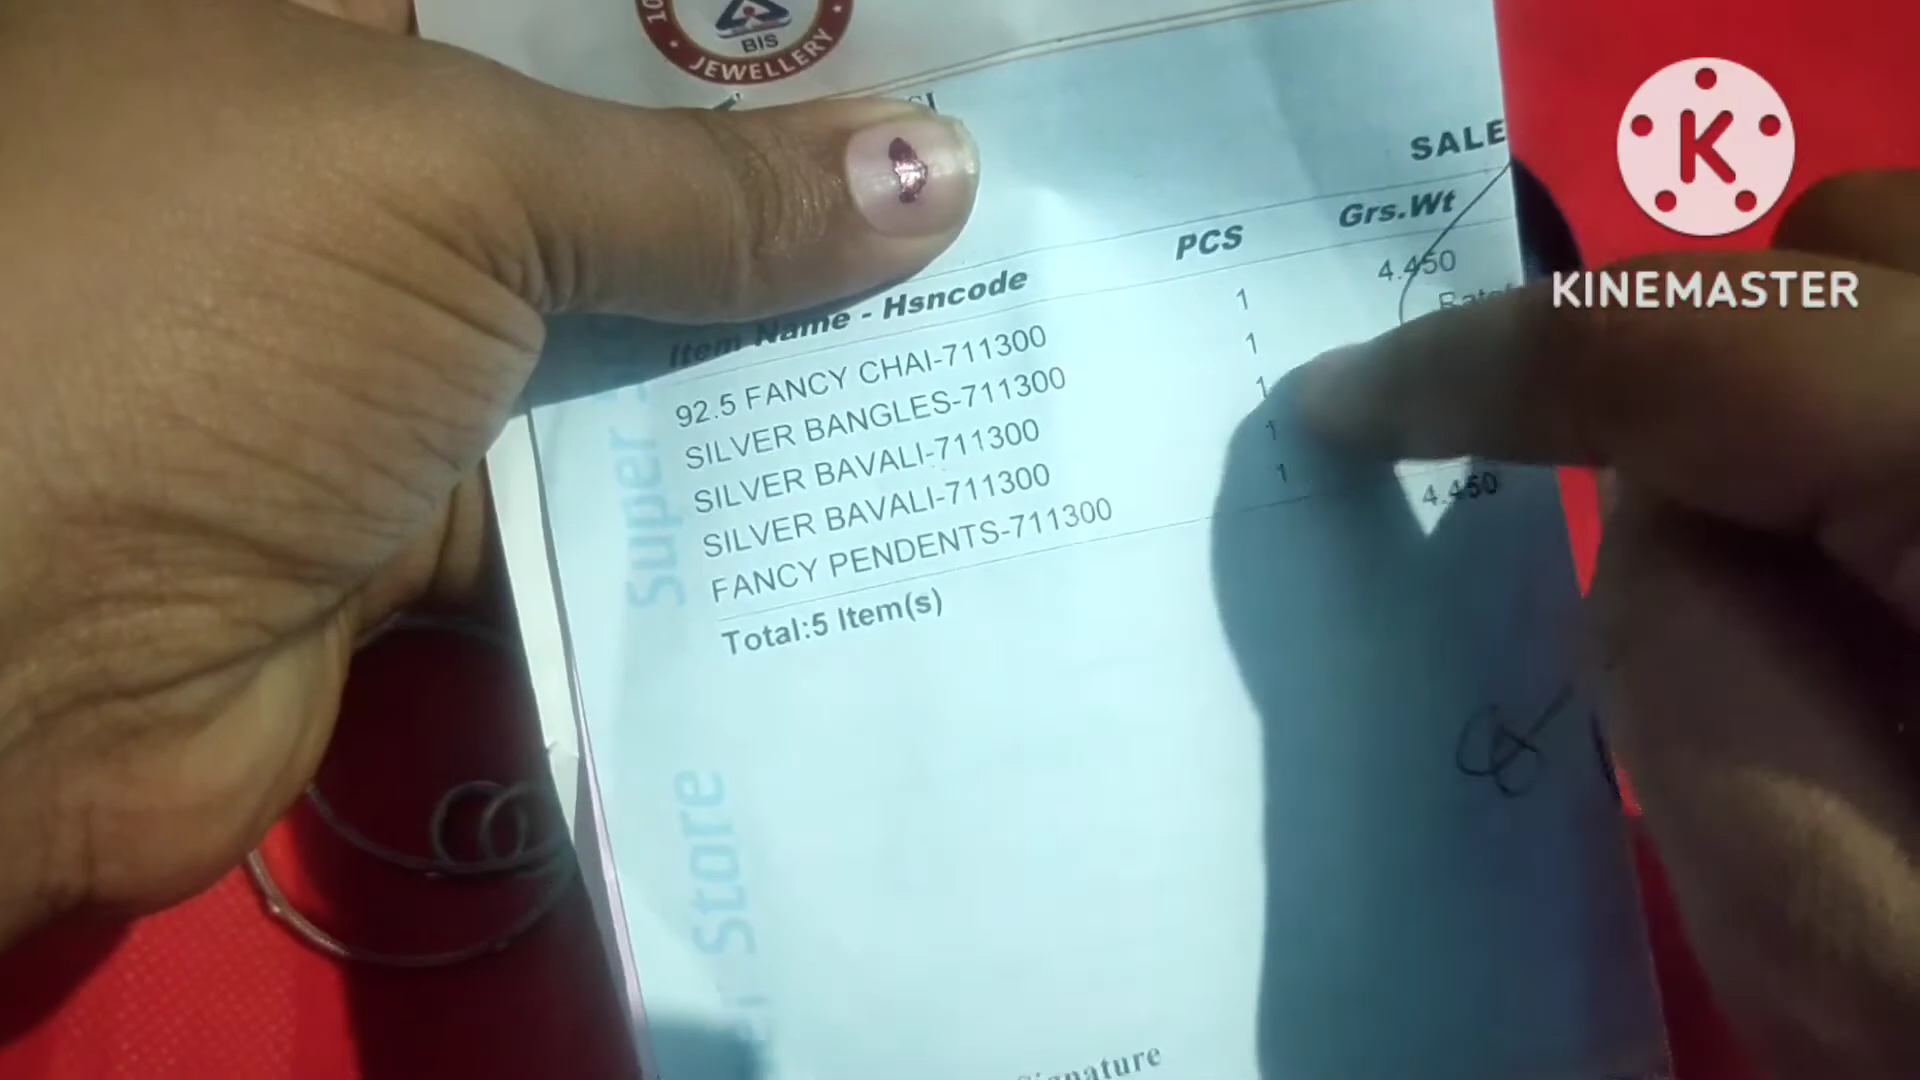 BIS
JEWELLERY
SALE
Item Name - Hsncode PCS Grs.Wt
92.5 FANCY CHAI-711300 1 4.450
SILVER BANGLES-711300 1
SILVER BAVALI-711300 1
SILVER BAVALI-711300 1
FANCY PENDENTS-711300 1
Total:5 Item(s) 4.450
Super
Store
K
KINEMASTER